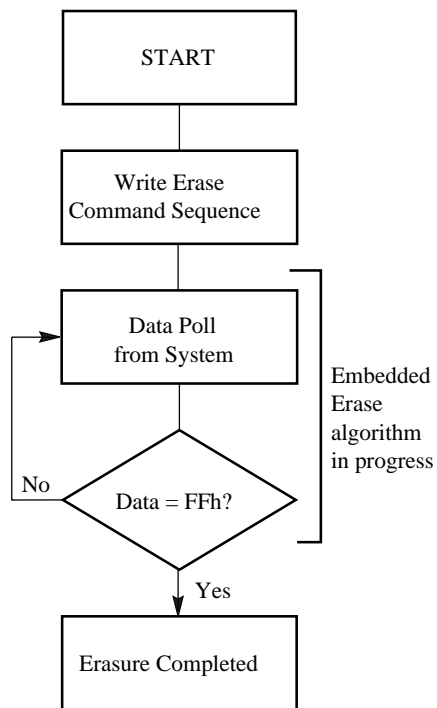 START
Write Erase
Command Sequence
Data Poll
from System
Embedded
Erase
algorithm
in progress
No
Data = FFh?
Yes
Erasure Completed